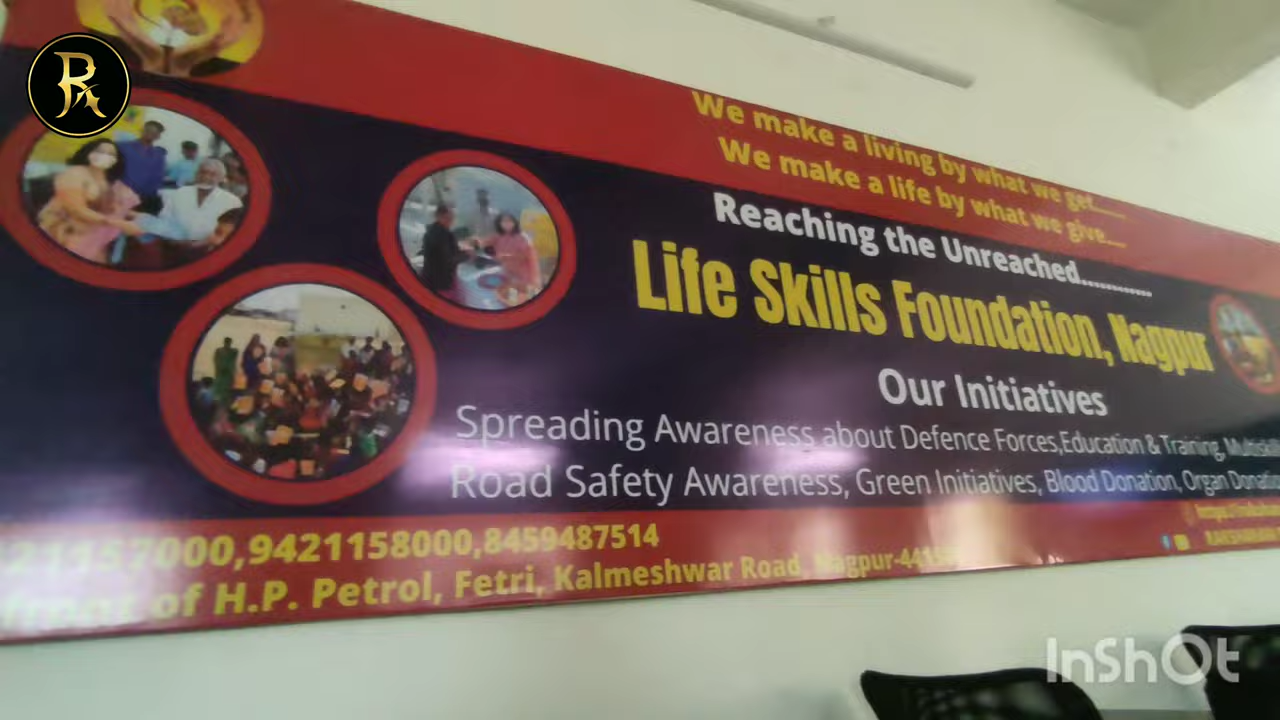 We make a living by what we get......
We make a life by what we give....
Reaching the Unreached............
Life Skills Foundation, Nagpur
Our Initiatives
Spreading Awareness about Defence Forces,Education & Training,
Road Safety Awareness, Green Initiatives, Blood Donation, Organ Donation
21157000,9421158000,8459487514
front of H.P. Petrol, Fetri, Kalmeshwar Road, Nagpur-441
InShOt